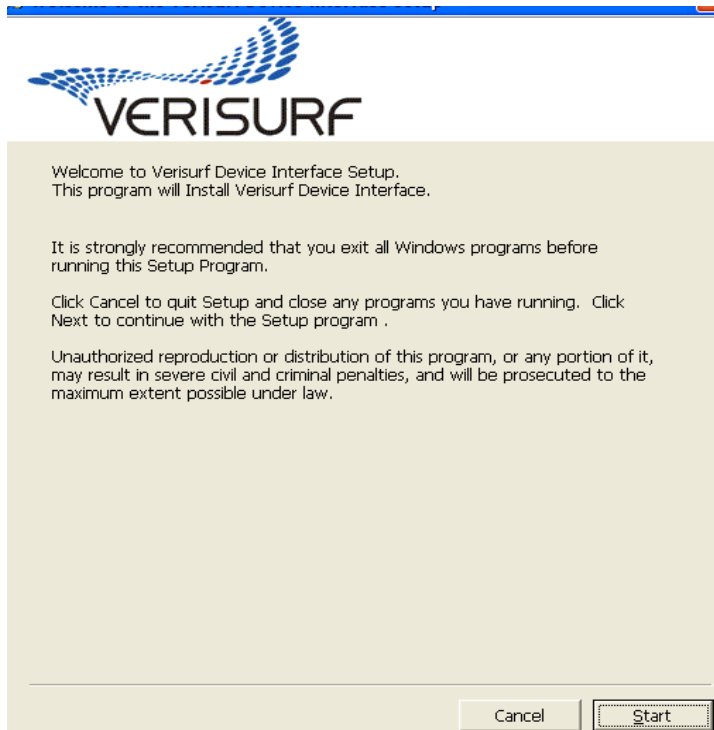 VERISURF
Welcome to Verisurf Device Interface Setup.
This program will Install Verisurf Device Interface.
It is strongly recommended that you exit all Windows programs before
running this Setup Program.
Click Cancel to quit Setup and close any programs you have running.  Click
Next to continue with the Setup program .
Unauthorized reproduction or distribution of this program, or any portion of it,
may result in severe civil and criminal penalties, and will be prosecuted to the
maximum extent possible under law.
Cancel
Start